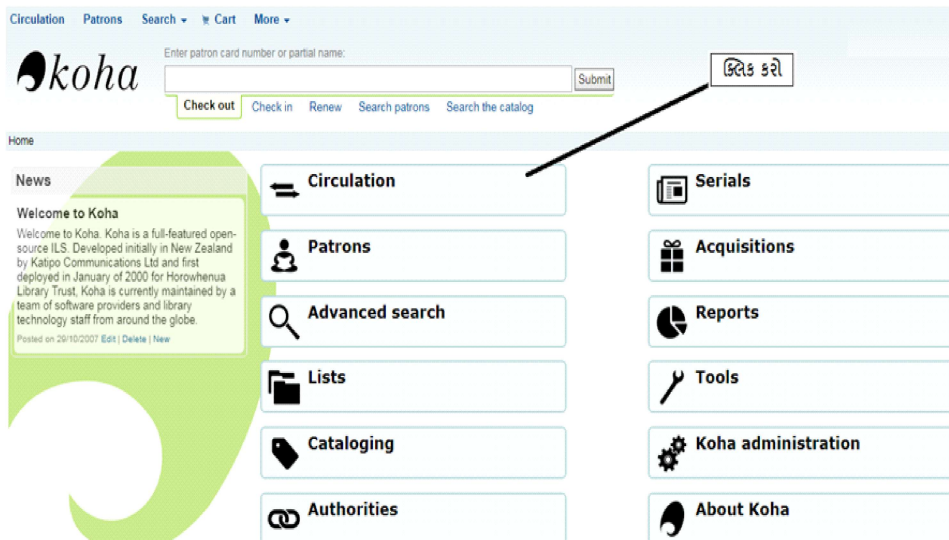 Circulation Patrons Search Cart More
koha
Enter patron card number or partial name:
Submit
ક્લિક કરો
Check out Check in Renew Search patrons Search the catalog
Home
News
Welcome to Koha
Welcome to Koha. Koha is a full-featured open-
source ILS. Developed initially in New Zealand
by Katipo Communications Ltd and first
deployed in January of 2000 for Horowhenua
Library Trust, Koha is currently maintained by a
team of software providers and library
technology staff from around the globe.
Posted on 29/10/2007 Edit | Delete | New
Circulation
Patrons
Advanced search
Lists
Cataloging
Authorities
Serials
Acquisitions
Reports
Tools
Koha administration
About Koha